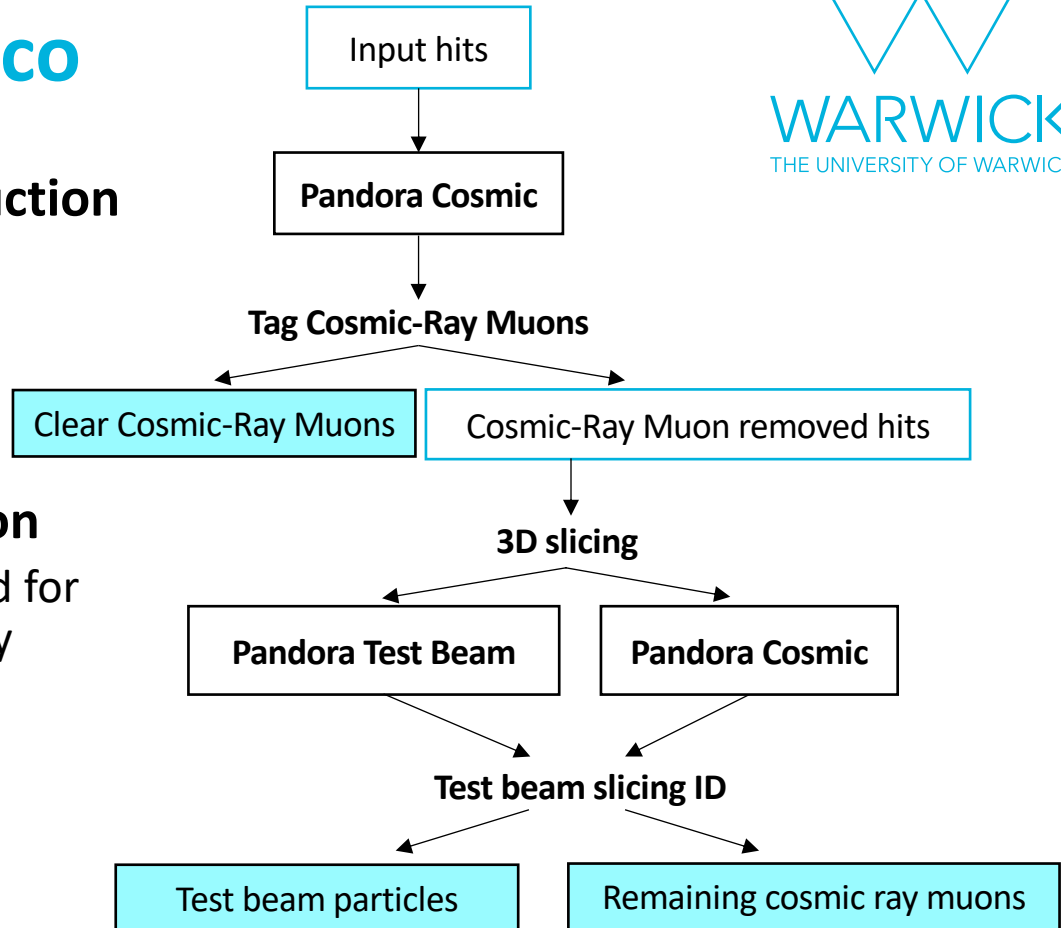 co
Input hits
WARWICK
THE UNIVERSITY OF WARWIC
uction
Pandora Cosmic
Tag Cosmic-Ray Muons
Clear Cosmic-Ray Muons
Cosmic-Ray Muon removed hits
on
3D slicing
d for
y
Pandora Test Beam
Pandora Cosmic
Test beam slicing ID
Test beam particles
Remaining cosmic ray muons